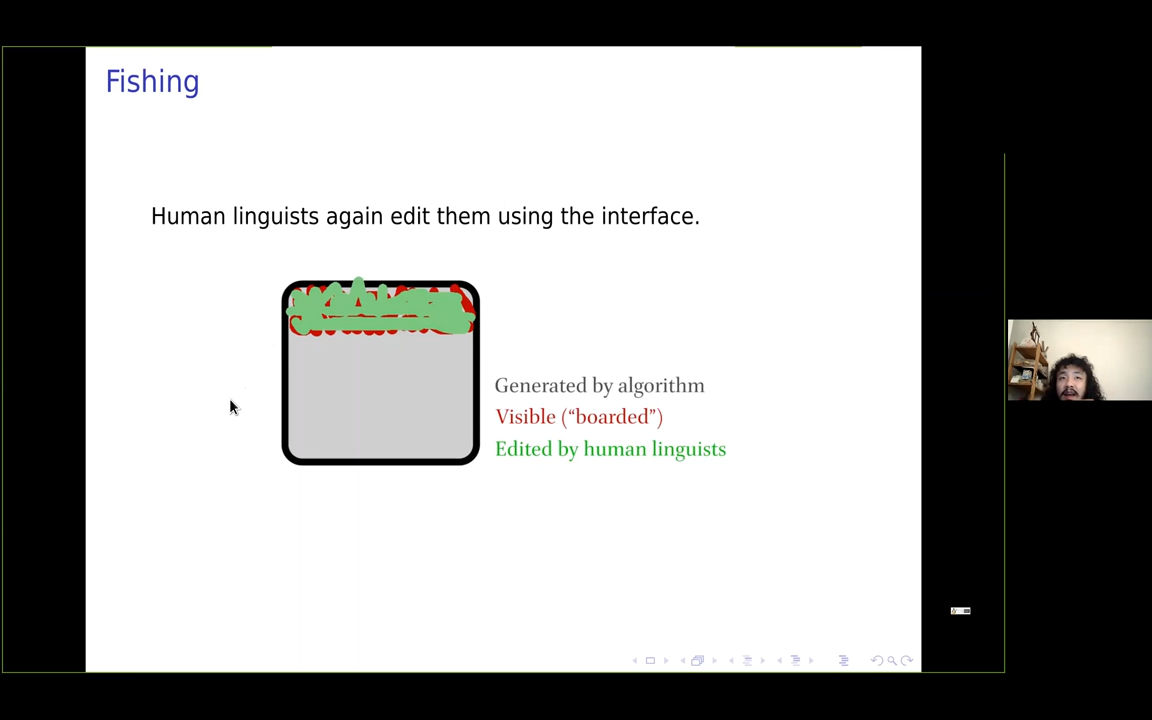 Fishing
Human linguists again edit them using the interface.
Generated by algorithm
Visible (“boarded”)
Edited by human linguists